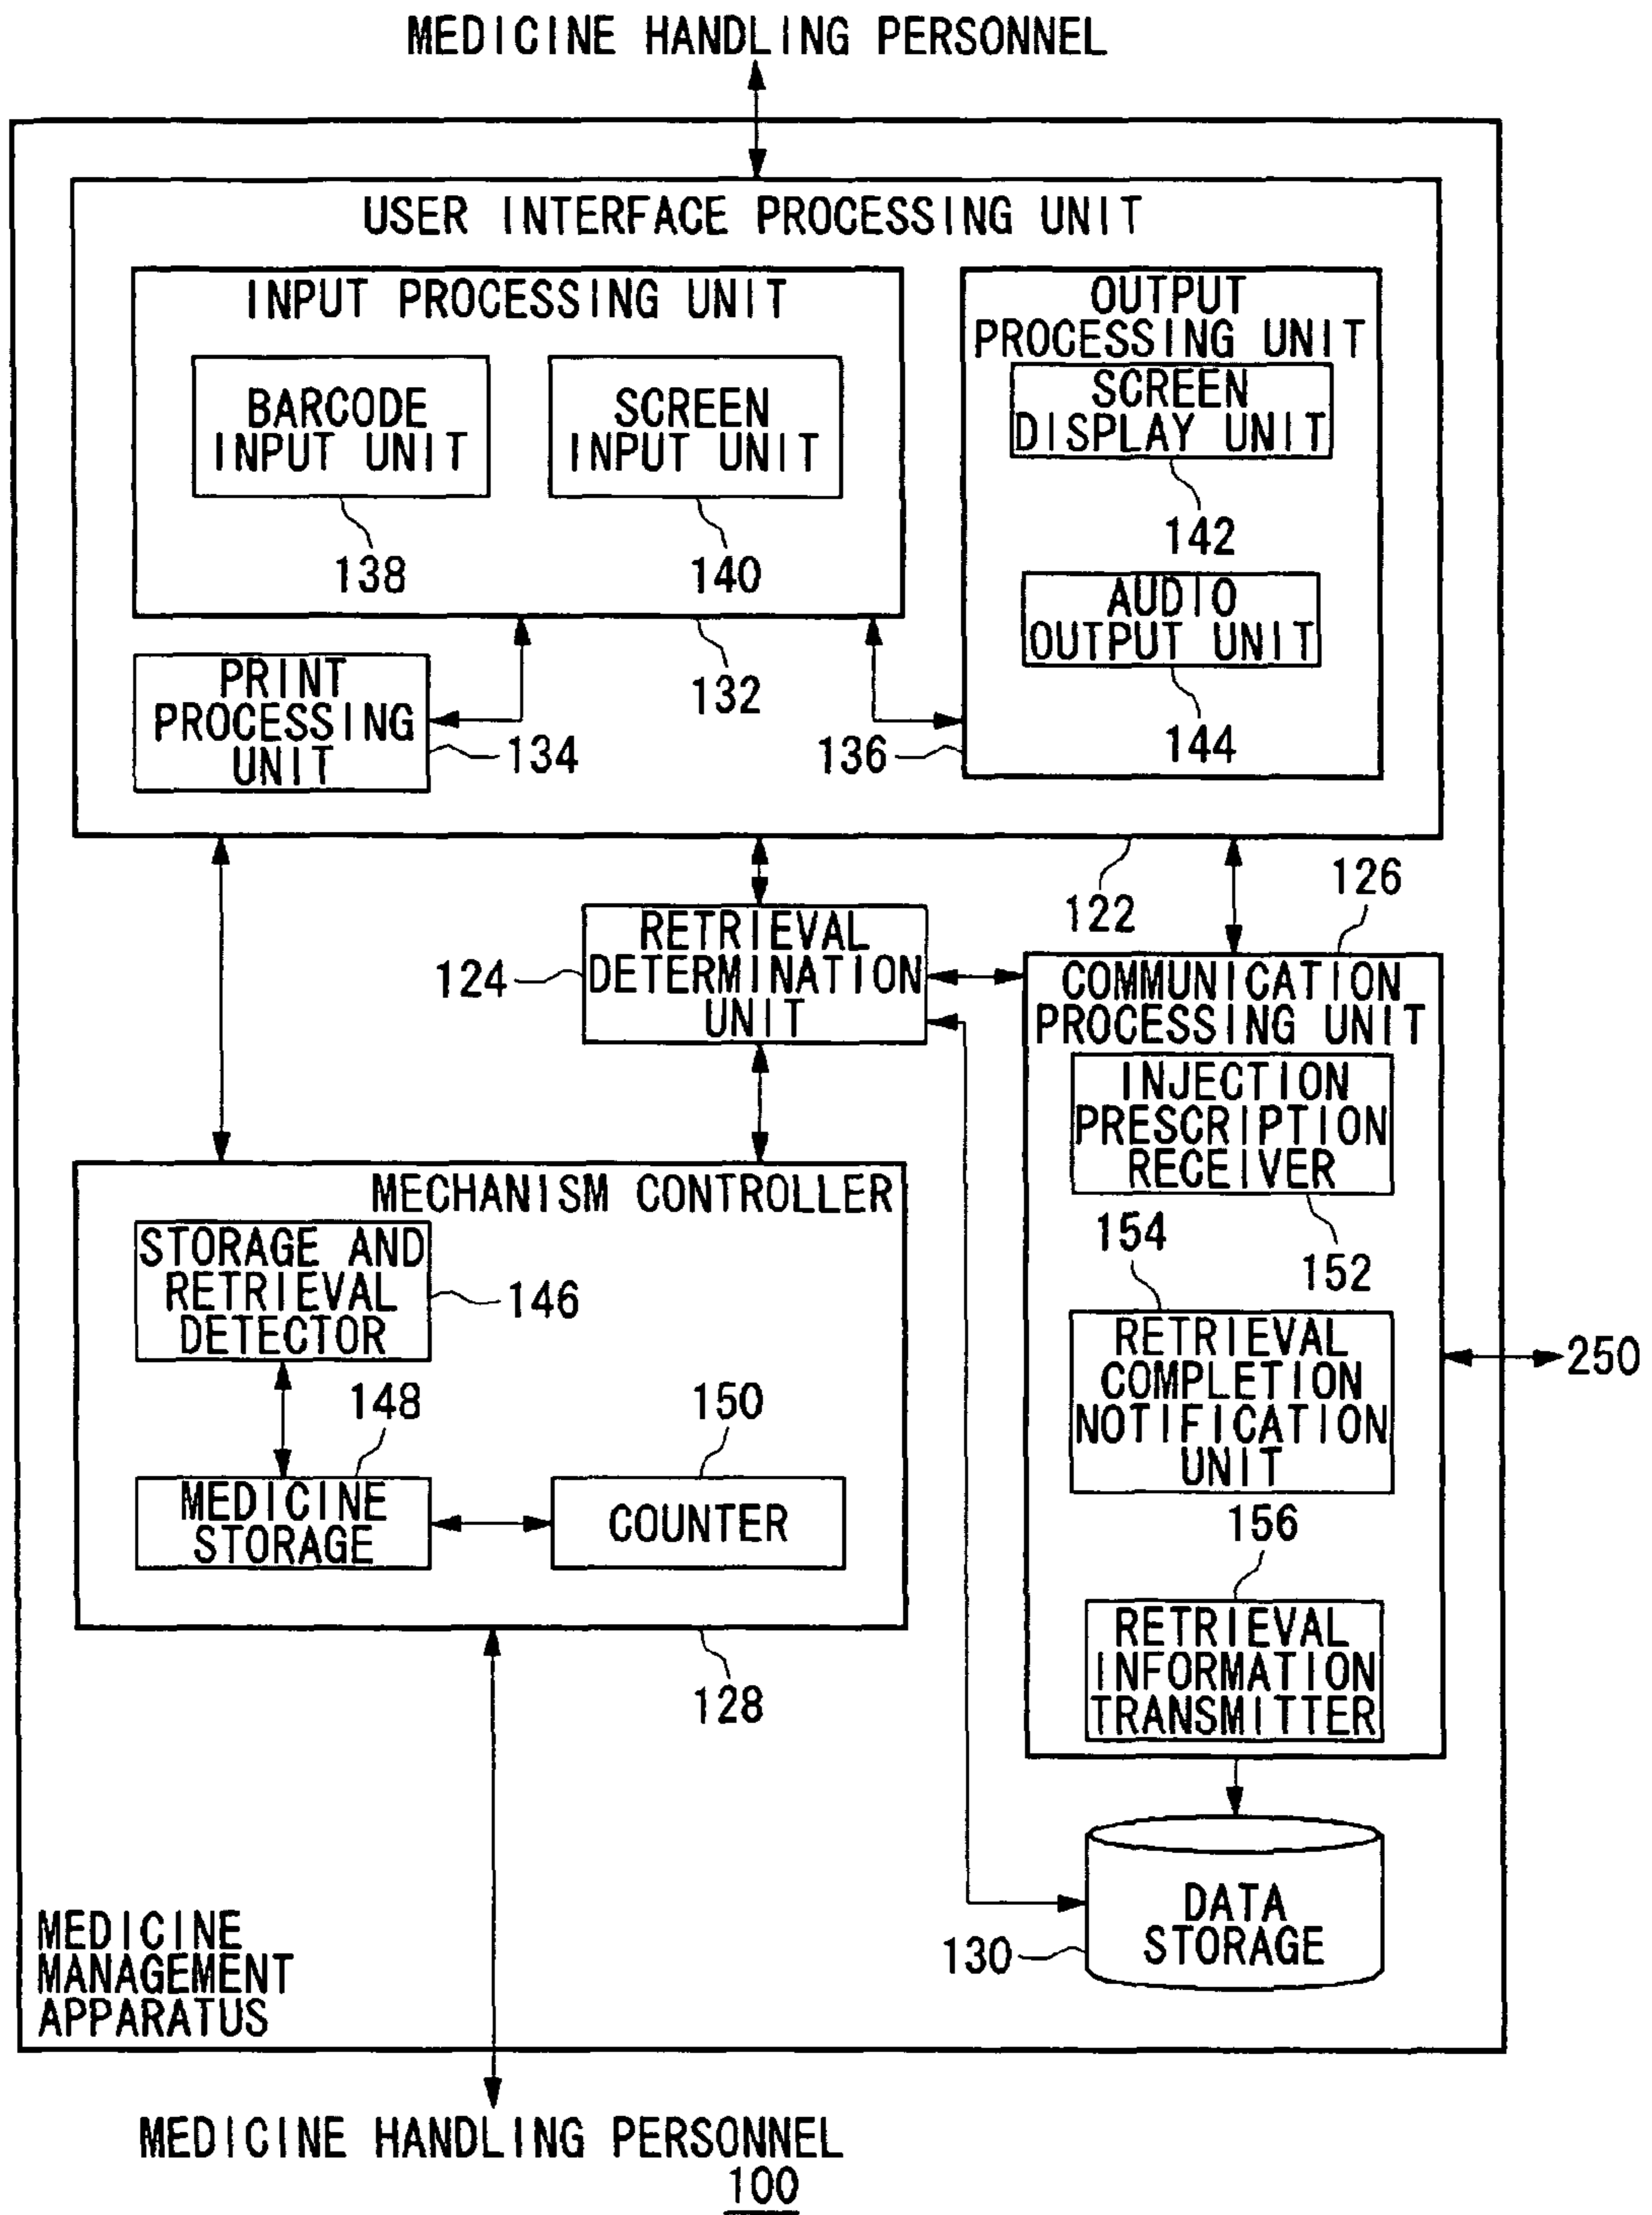 MEDICINE HANDLING PERSONNEL
USER INTERFACE PROCESSING UNIT
INPUT PROCESSING UNIT
BARCODE
INPUT UNIT
138
SCREEN
INPUT UNIT
140
132
OUTPUT
PROCESSING UNIT
SCREEN
DISPLAY UNIT
142
AUDIO
OUTPUT UNIT
144
136
PRINT
PROCESSING
UNIT
134
122
126
124
RETRIEVAL
DETERMINATION
UNIT
COMMUNICATION
PROCESSING UNIT
INJECTION
PRESCRIPTION
RECEIVER
152
154
RETRIEVAL
COMPLETION
NOTIFICATION
UNIT
250
156
RETRIEVAL
INFORMATION
TRANSMITTER
MECHANISM CONTROLLER
STORAGE AND
RETRIEVAL
DETECTOR
146
148
MEDICINE
STORAGE
150
COUNTER
128
130
DATA
STORAGE
MEDICINE
MANAGEMENT
APPARATUS
MEDICINE HANDLING PERSONNEL
100